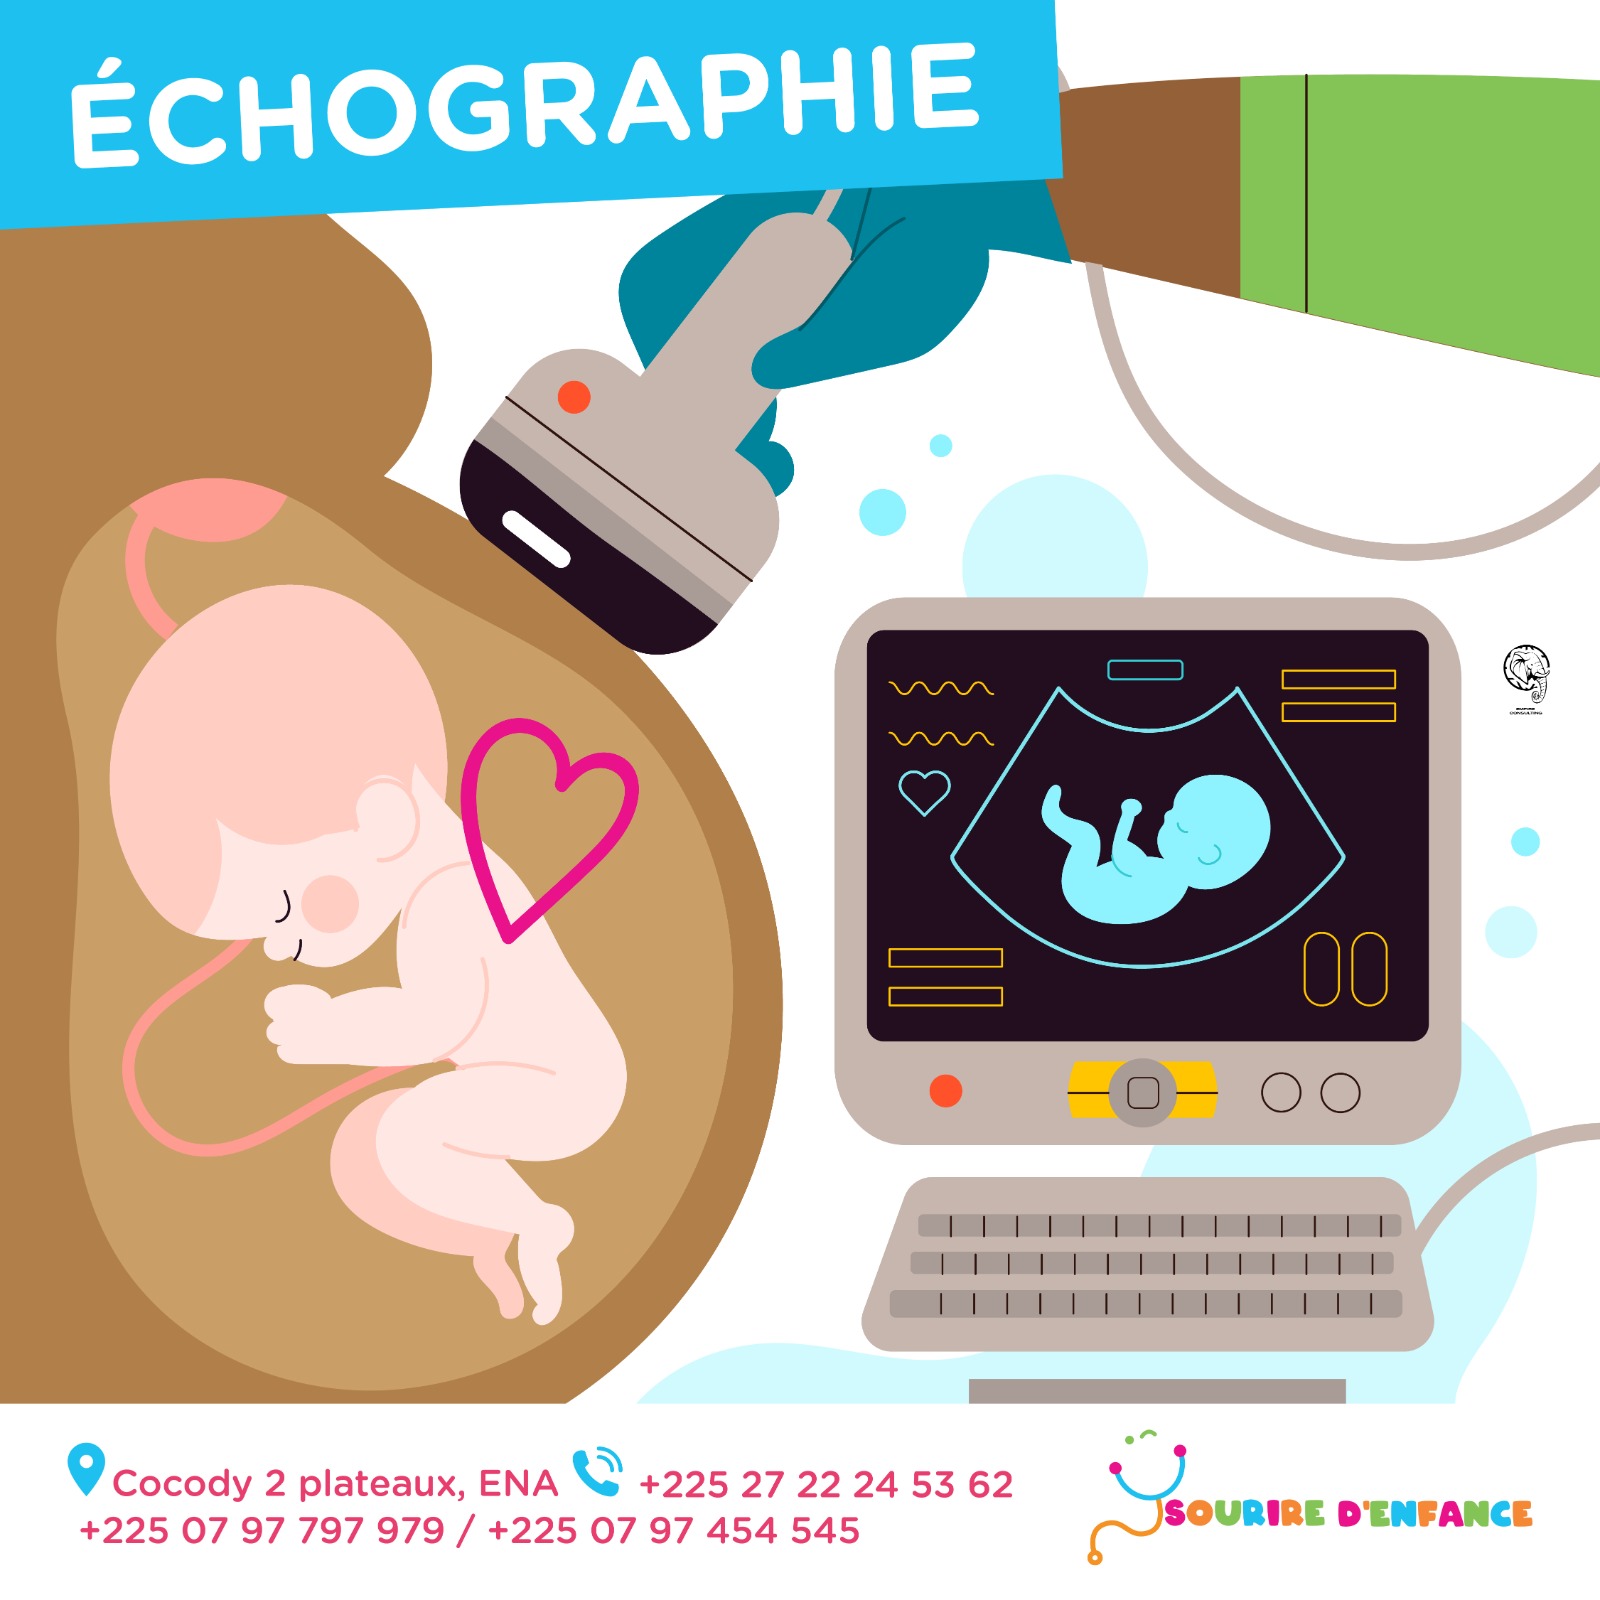 ÉCHOGRAPHIE
CONSULTING
Cocody 2 plateaux, ENA +225 27 22 24 53 62
+225 07 97 797 979 / +225 07 97 454 545
SOURIRE D'ENFANCE